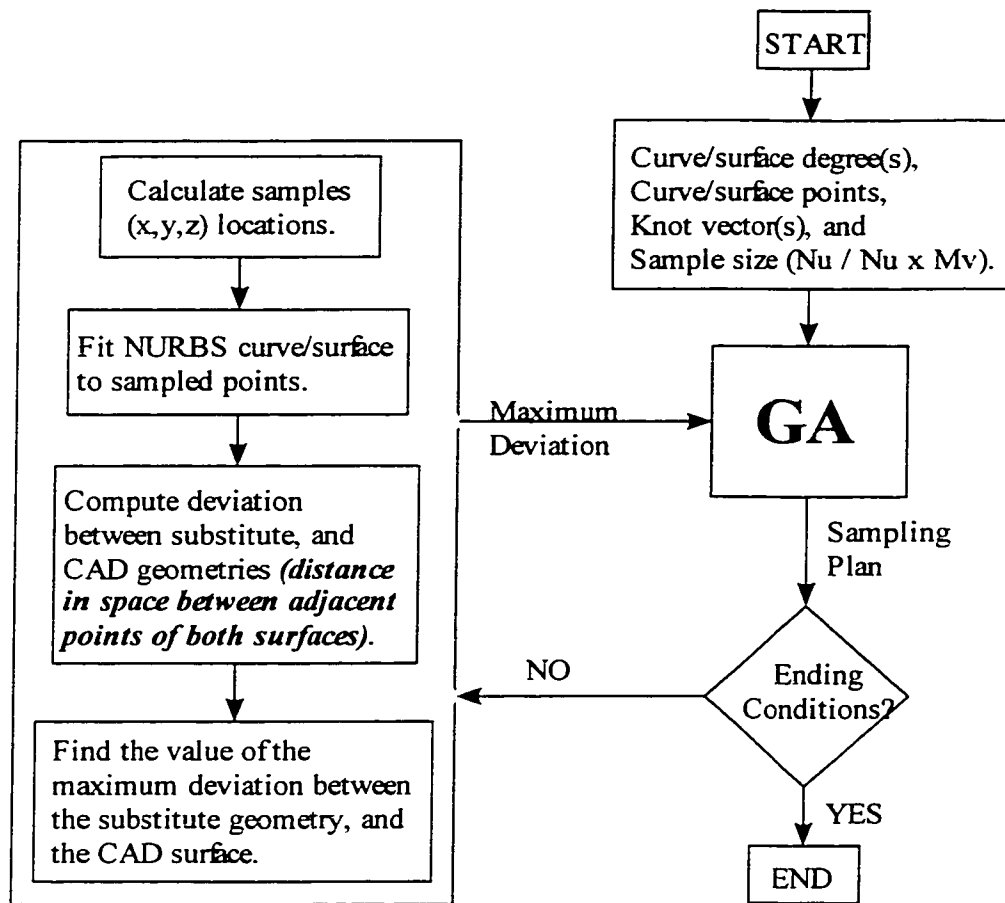 START
Curve/surface degree(s),
Curve/surface points,
Knot vector(s), and
Sample size (Nu / Nu x Mv).
GA
Maximum
Deviation
Sampling
Plan
Ending
Conditions?
NO
YES
END
Calculate samples
(x,y,z) locations.
Fit NURBS curve/surface
to sampled points.
Compute deviation
between substitute, and
CAD geometries (distance
in space between adjacent
points of both surfaces).
Find the value of the
maximum deviation between
the substitute geometry, and
the CAD surface.